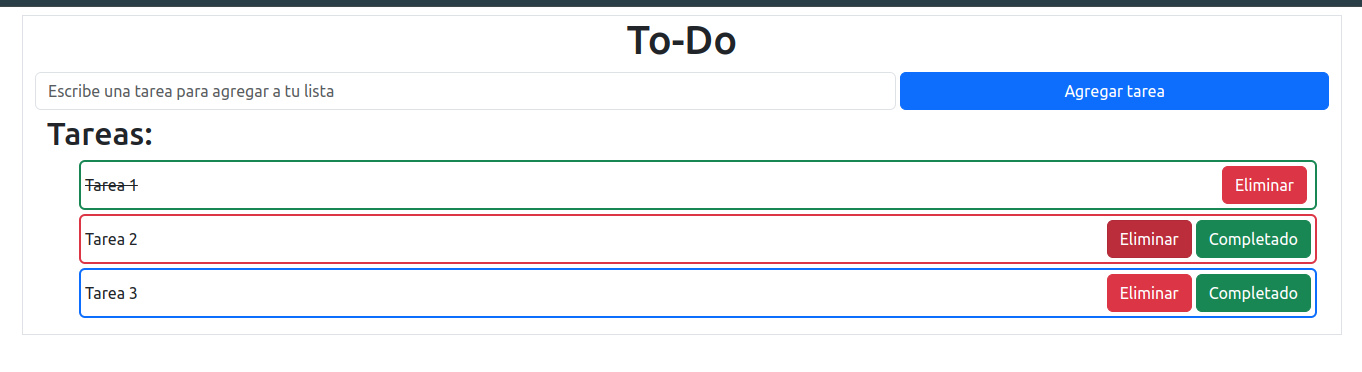 To-Do
Escribe una tarea para agregar a tu lista Agregar tarea
Tareas:
Tarea 1 Eliminar
Tarea 2 Eliminar Completado
Tarea 3 Eliminar Completado